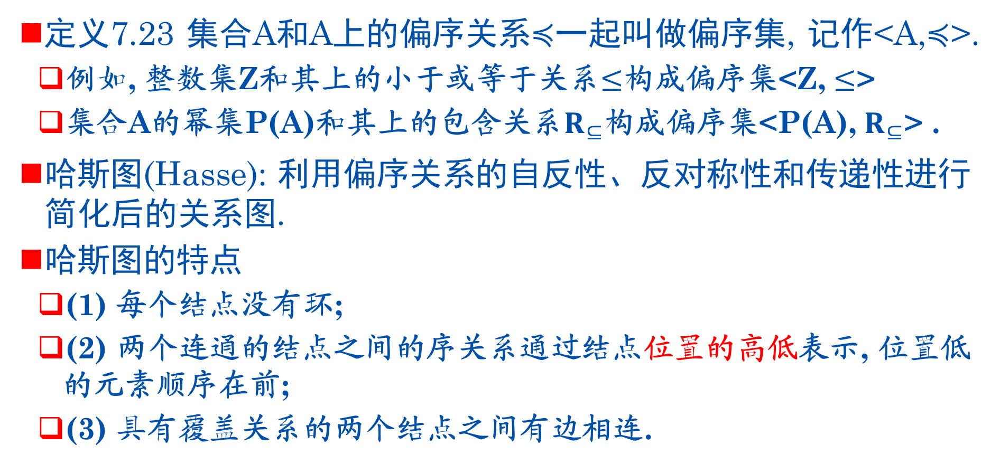 ■定义7.23 集合A和A上的偏序关系≼一起叫做偏序集, 记作<A,≼>.
❑例如, 整数集Z和其上的小于或等于关系≤构成偏序集<Z, ≤>
❑集合A的幂集P(A)和其上的包含关系R⊆构成偏序集<P(A), R⊆> .
■哈斯图(Hasse): 利用偏序关系的自反性、反对称性和传递性进行
简化后的关系图.
■哈斯图的特点
❑(1) 每个结点没有环;
❑(2) 两个连通的结点之间的序关系通过结点位置的高低表示, 位置低
的元素顺序在前;
❑(3) 具有覆盖关系的两个结点之间有边相连.